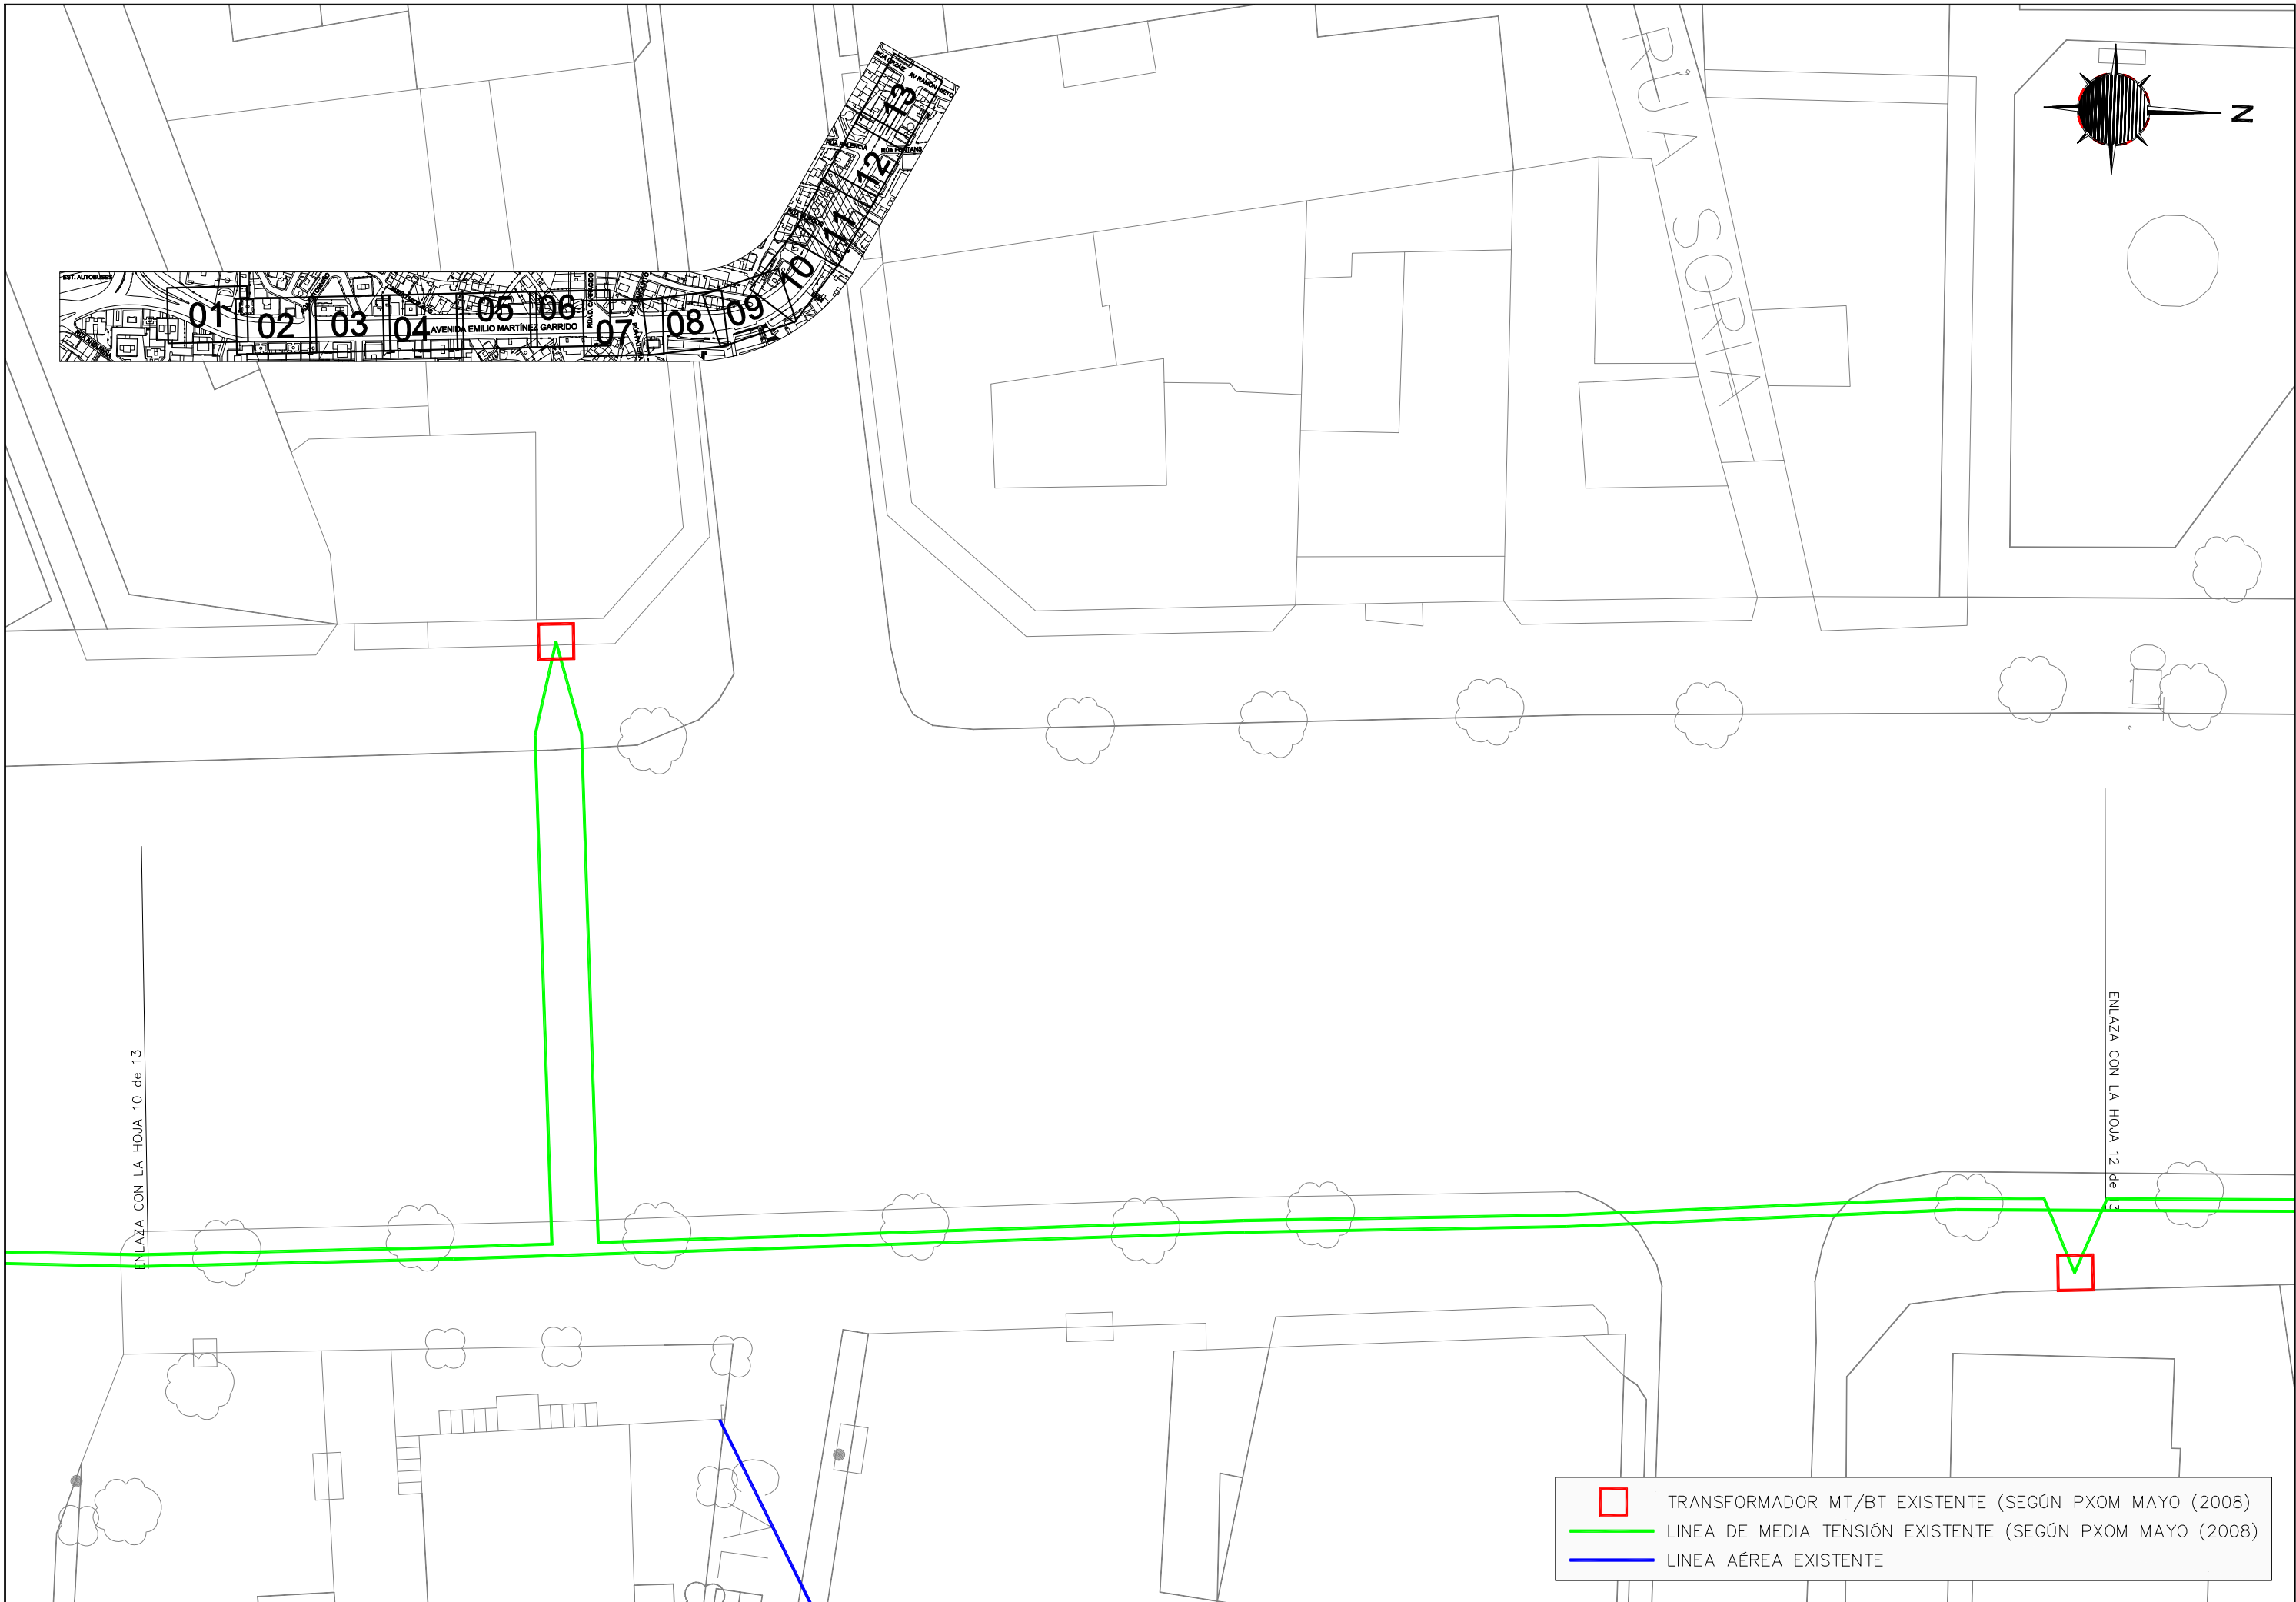 RÚA URZAIZ
AV RAMON NIETO
13
RÚA PALENCIA
12
11
10
EST. AUTOBUSES
01
02
03
04
05
06
07
08
09
AVENIDA EMILIO MARTÍNEZ GARRIDO
RÚA SORIA
N
ENLAZA CON LA HOJA 10 de 13
ENLAZA CON LA HOJA 12 de 13
TRANSFORMADOR MT/BT EXISTENTE (SEGÚN PXOM MAYO (2008)
LINEA DE MEDIA TENSIÓN EXISTENTE (SEGÚN PXOM MAYO (2008)
LINEA AÉREA EXISTENTE